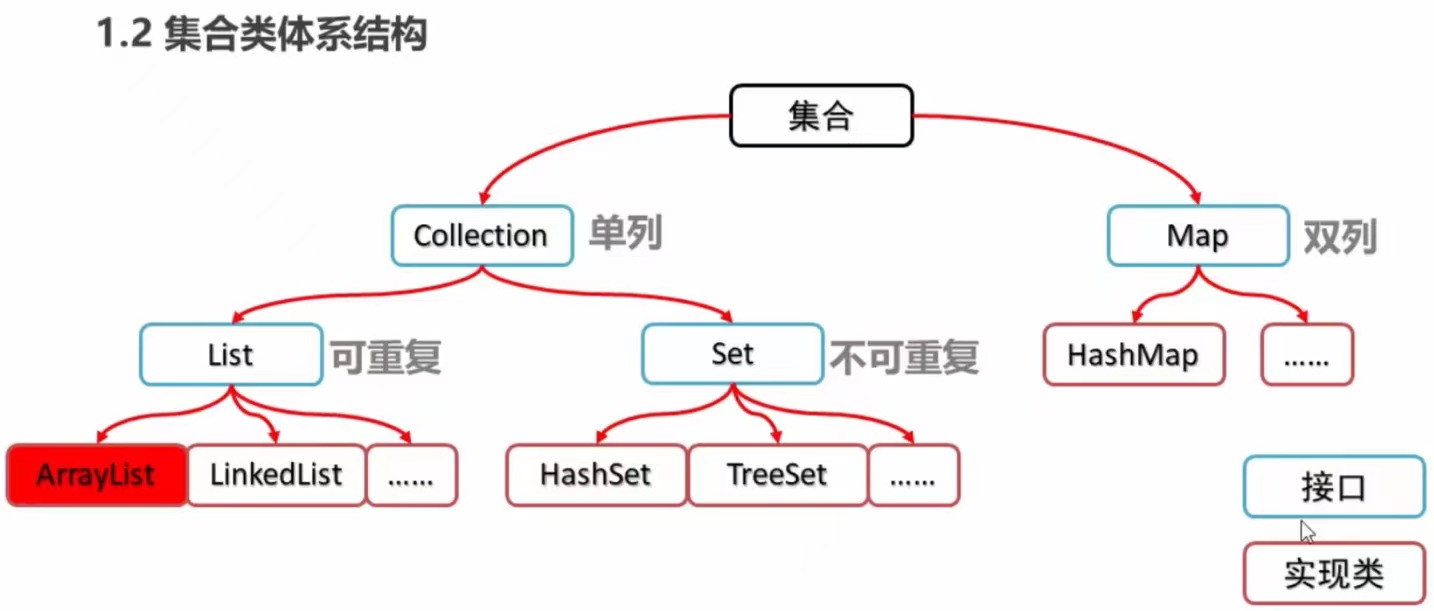 1.2 集合类体系结构
集合
Collection
单列
Map
双列
List
可重复
Set
不可重复
HashMap
……
ArrayList
LinkedList
……
HashSet
TreeSet
……
接口
实现类